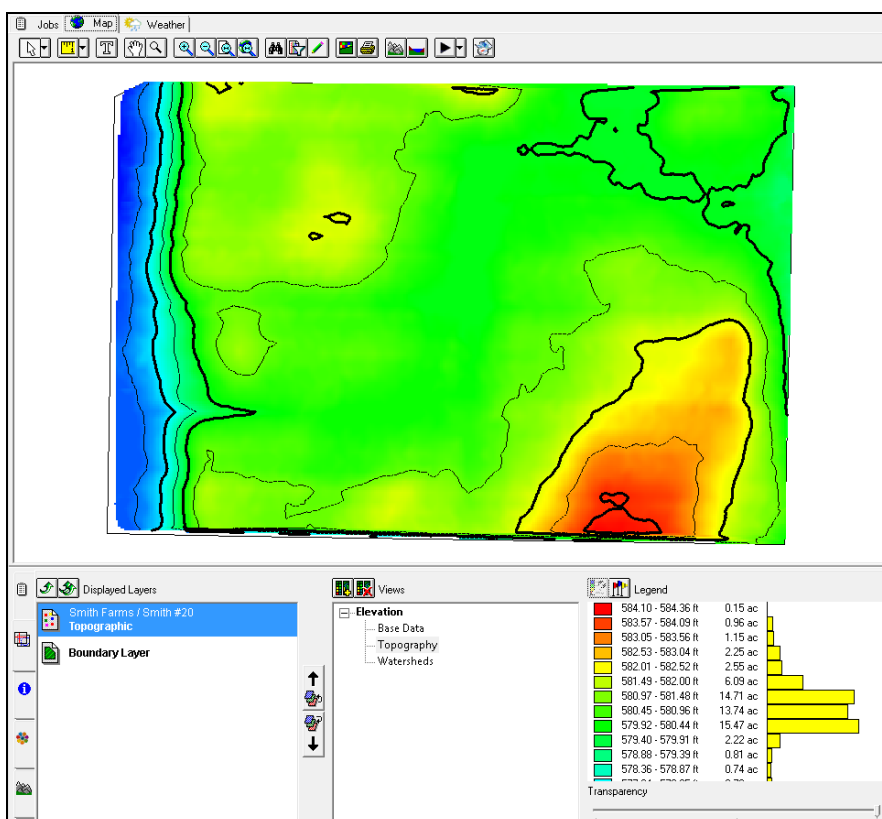 Jobs Map Weather
Displayed Layers
Smith Farms / Smith #20
Topographic
Boundary Layer
Views
Elevation
Base Data
Topography
Watersheds
Legend
584.10 - 584.36 ft 0.15 ac
583.57 - 584.09 ft 0.96 ac
583.05 - 583.56 ft 1.15 ac
582.53 - 583.04 ft 2.25 ac
582.01 - 582.52 ft 2.55 ac
581.49 - 582.00 ft 6.09 ac
580.97 - 581.48 ft 14.71 ac
580.45 - 580.96 ft 13.74 ac
579.92 - 580.44 ft 15.47 ac
579.40 - 579.91 ft 2.22 ac
578.88 - 579.39 ft 0.81 ac
578.36 - 578.87 ft 0.74 ac
Transparency